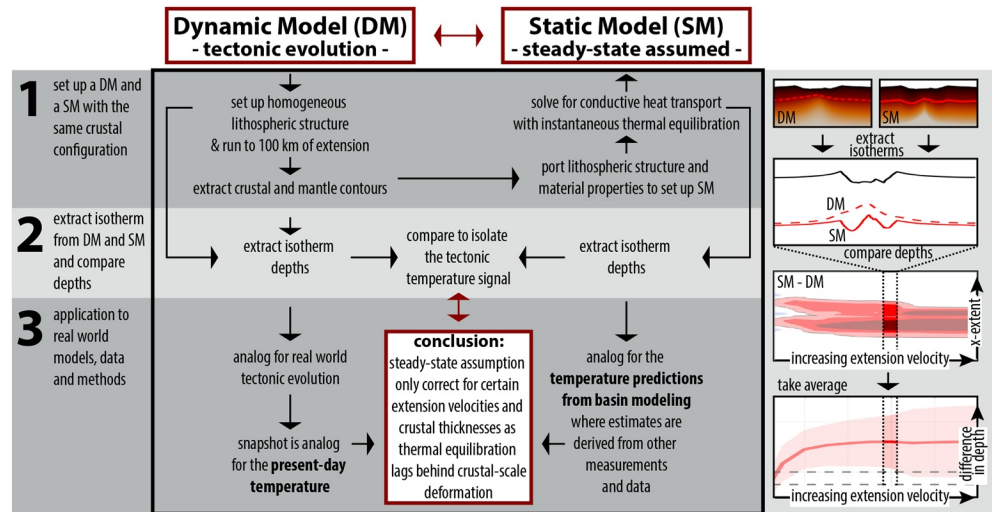 Dynamic Model (DM)
- tectonic evolution -
Static Model (SM)
- steady-state assumed -
1
set up a DM and
a SM with the
same crustal
configuration
set up homogeneous
lithospheric structure
& run to 100 km of extension
extract crustal and mantle contours
solve for conductive heat transport
with instantaneous thermal equilibration
port lithospheric structure and
material properties to set up SM
2
extract isotherm
from DM and SM
and compare
depths
extract isotherm
depths
compare to isolate
the tectonic
temperature signal
extract isotherm
depths
3
application to
real world
models, data
and methods
analog for real world
tectonic evolution
snapshot is analog
for the present-day
temperature
conclusion:
steady-state assumption
only correct for certain
extension velocities and
crustal thicknesses as
thermal equilibration
lags behind crustal-scale
deformation
analog for the
temperature predictions
from basin modeling
where estimates are
derived from other
measurements
and data
DM
SM
extract
isotherms
DM
SM
compare depths
SM - DM
x-extent
increasing extension velocity
take average
difference
in depth
increasing extension velocity